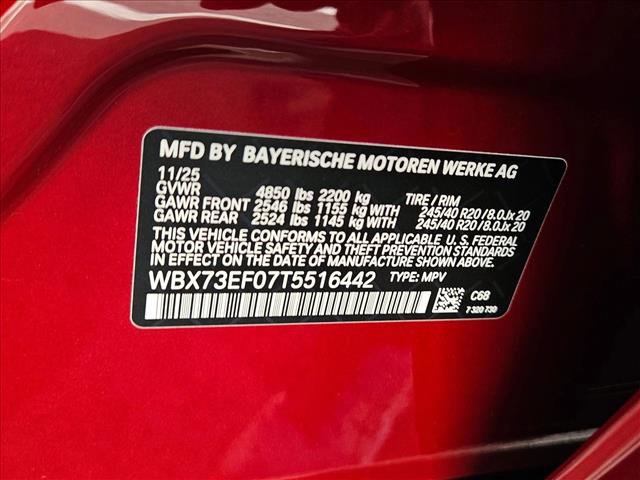 MFD BY BAYERISCHE MOTOREN WERKE AG
11/25
GVWR 4850 lbs 2200 kg TIRE / RIM
GAWR FRONT 2546 lbs 1155 kg WITH 245/40 R20 / 8.0Jx 20
GAWR REAR 2524 lbs 1145 kg WITH 245/40 R20 / 8.0Jx 20
THIS VEHICLE CONFORMS TO ALL APPLICABLE U.S. FEDERAL
MOTOR VEHICLE SAFETY AND THEFT PREVENTION STANDARDS
IN EFFECT ON THE DATE OF MANUFACTURE SHOWN ABOVE.
WBX73EF07T5516442 TYPE: MPV
C68
7 320 730